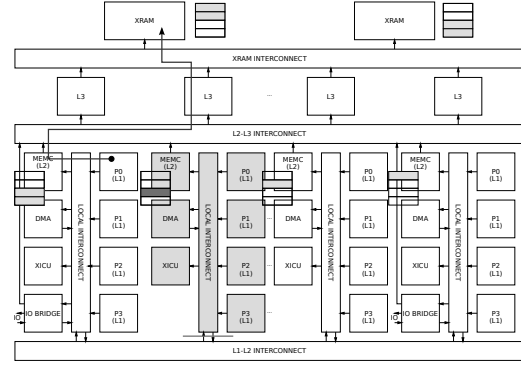 XRAM
XRAM
XRAM INTERCONNECT
L3
L3
...
L3
L3
L2-L3 INTERCONNECT
MEMC
(L2)
P0
(L1)
MEMC
(L2)
P0
(L1)
MEMC
(L2)
P0
(L1)
MEMC
(L2)
P0
(L1)
DMA
P1
(L1)
DMA
P1
(L1)
DMA
P1
(L1)
DMA
P1
(L1)
LOCAL INTERCONNECT
LOCAL INTERCONNECT
LOCAL INTERCONNECT
LOCAL INTERCONNECT
XICU
P2
(L1)
XICU
P2
(L1)
...
XICU
P2
(L1)
XICU
P2
(L1)
IO
IO BRIDGE
P3
(L1)
P3
(L1)
...
P3
(L1)
IO
IO BRIDGE
P3
(L1)
L1-L2 INTERCONNECT